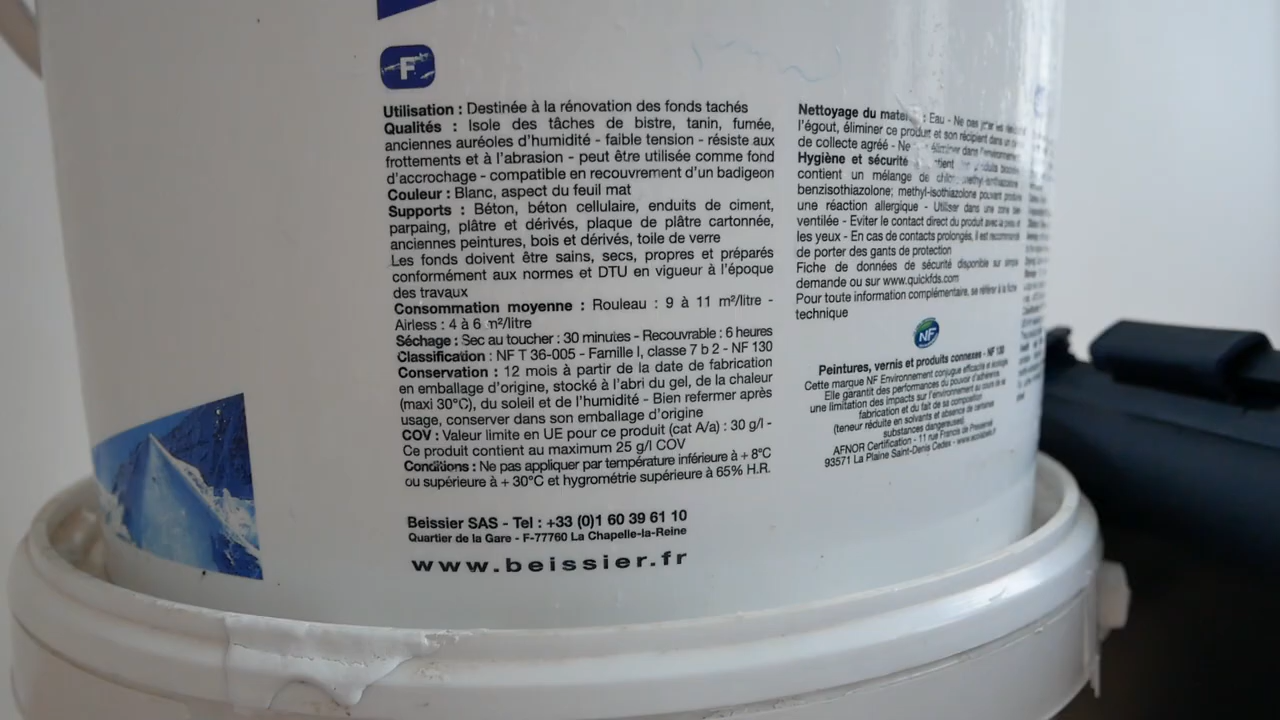 F
Utilisation : Destinée à la rénovation des fonds tachés
Qualités : Isole des tâches de bistre, tanin, fumée,
anciennes auréoles d'humidité - faible tension - résiste aux
frottements et à l'abrasion - peut être utilisée comme fond
d'accrochage - compatible en recouvrement d'un badigeon
Couleur : Blanc, aspect du feuil mat
Supports : Béton, béton cellulaire, enduits de ciment,
parpaing, plâtre et dérivés, plaque de plâtre cartonnée,
anciennes peintures, bois et dérivés, toile de verre
Les fonds doivent être sains, secs, propres et préparés
conformément aux normes et DTU en vigueur à l'époque
des travaux
Consommation moyenne : Rouleau : 9 à 11 m²/litre -
Airless : 4 à 6 m²/litre
Séchage : Sec au toucher : 30 minutes - Recouvrable : 6 heures
Classification : NF T 36-005 - Famille I, classe 7 b 2 - NF 130
Conservation : 12 mois à partir de la date de fabrication
en emballage d'origine, stocké à l'abri du gel, de la chaleur
(maxi 30°C), du soleil et de l'humidité - Bien refermer après
usage, conserver dans son emballage d'origine
COV : Valeur limite en UE pour ce produit (cat A/a) : 30 g/l -
Ce produit contient au maximum 25 g/l COV
Conditions : Ne pas appliquer par température inférieure à + 8°C
ou supérieure à + 30°C et hygrométrie supérieure à 65% H.R.
Beissier SAS - Tel : +33 (0)1 60 39 61 10
Quartier de la Gare - F-77760 La Chapelle-la-Reine
www.beissier.fr
Nettoyage du : Eau - Ne pas jeter les
l'égout, éliminer ce produit et son récipient dans un
de collecte agréé - Ne éliminer dans l'environnement
Hygiène et sécurité produits
contiennent un mélange de
benzisothiazolone; methyl-isothiazolone pouvant produire
une réaction allergique - Utiliser dans une zone bien
ventilée - Eviter le contact direct du produit avec la peau et
les yeux - En cas de contacts prolongés, il est recommandé
de porter des gants de protection
Fiche de données de sécurité disponible sur simple
demande ou sur www.quickfds.com
Pour toute information complémentaire, se référer à la fiche
technique
NF
Peintures, vernis et produits connexes - NF 130
Cette marque NF Environnement conjugue efficacité et écologie
Elle garantit des performances du pouvoir d'adhérence,
une limitation des impacts sur l'environnement au cours de sa
fabrication et du fait de sa composition
(teneur réduite en solvants et absence de certaines
substances dangereuses)
AFNOR Certification - 11 rue Francis de Pressensé
93571 La Plaine Saint-Denis Cedex - www.ecolabels.fr